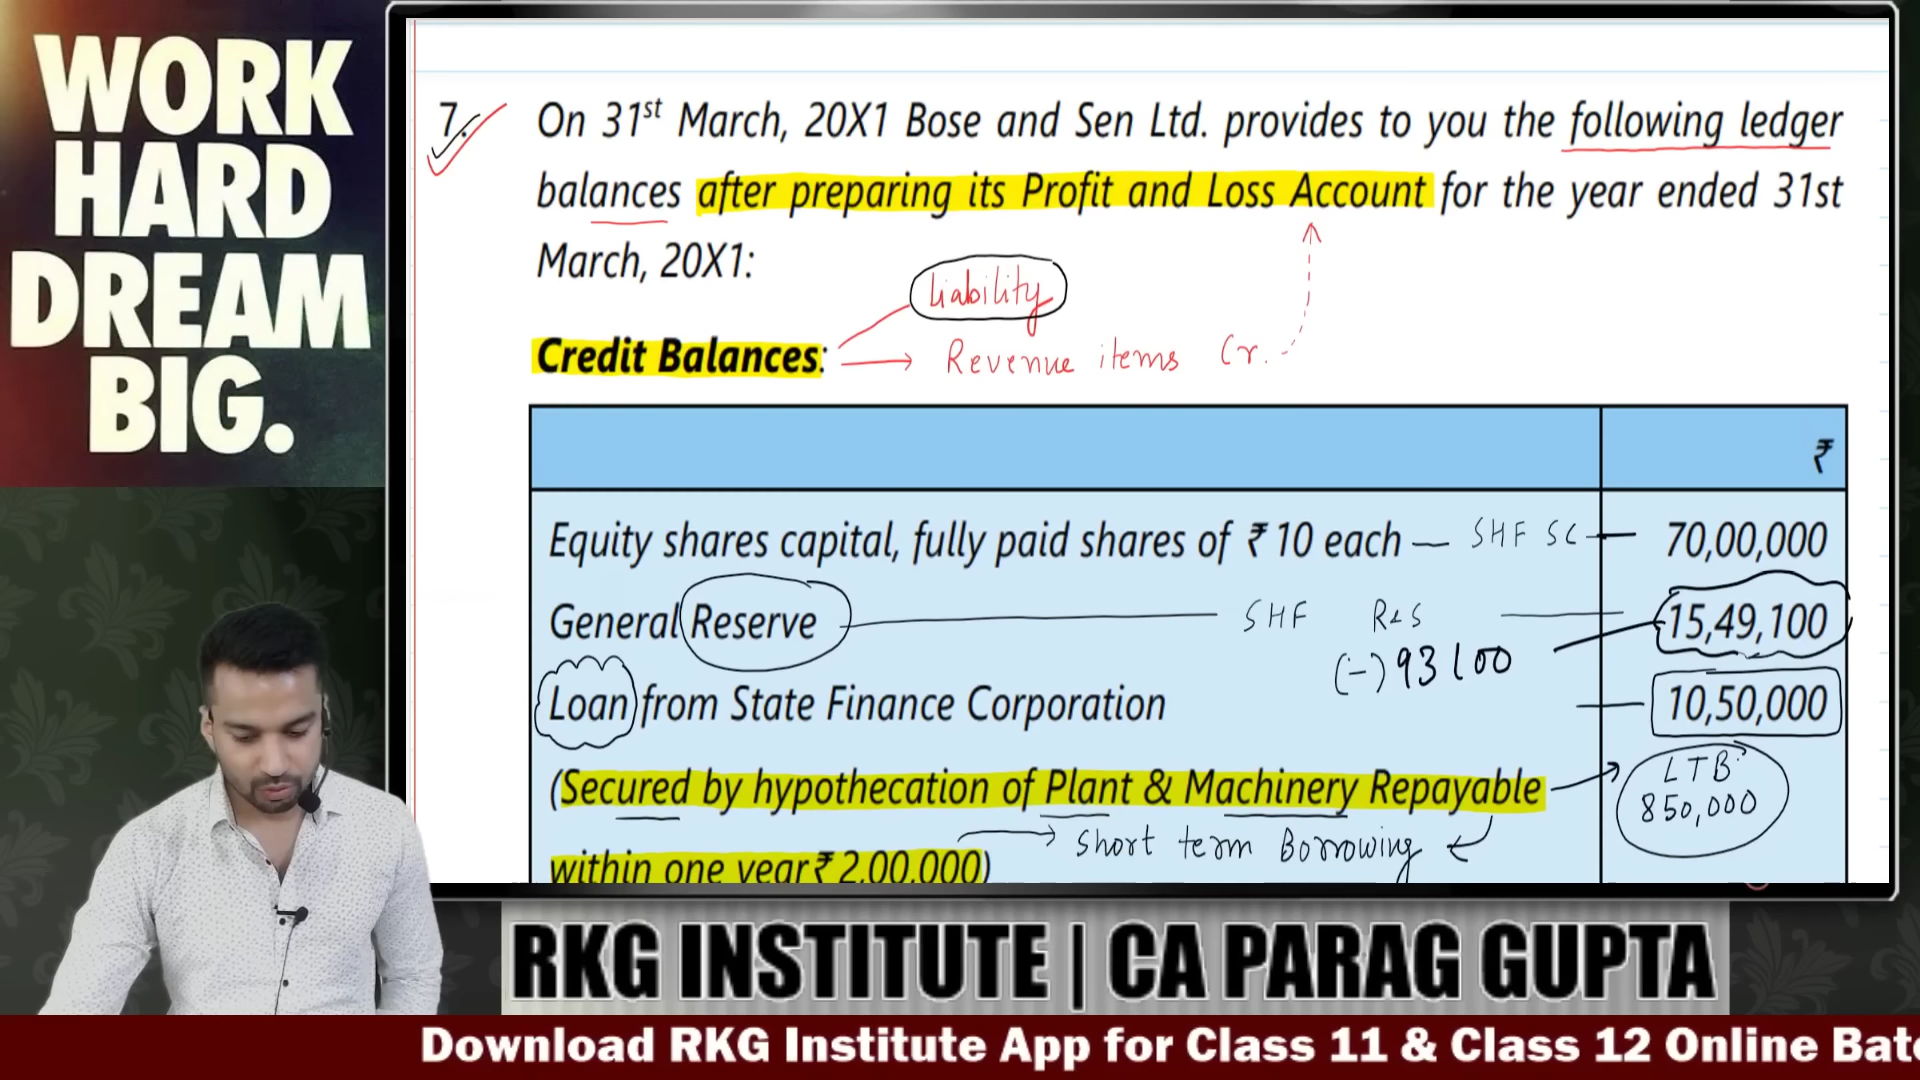 WORK
HARD
DREAM
BIG.
7. On 31st March, 20X1 Bose and Sen Ltd. provides to you the following ledger
balances after preparing its Profit and Loss Account for the year ended 31st
March, 20X1:
Liability
Credit Balances: Revenue items Cr.
₹
Equity shares capital, fully paid shares of ₹ 10 each — SHF SC 70,00,000
General Reserve SHF R&S 15,49,100
(-) 93100
Loan from State Finance Corporation 10,50,000
(Secured by hypothecation of Plant & Machinery Repayable LTB
850,000
within one year ₹ 2,00,000) Short term Borrowing
RKG INSTITUTE | CA PARAG GUPTA
Download RKG Institute App for Class 11 & Class 12 Online Batc